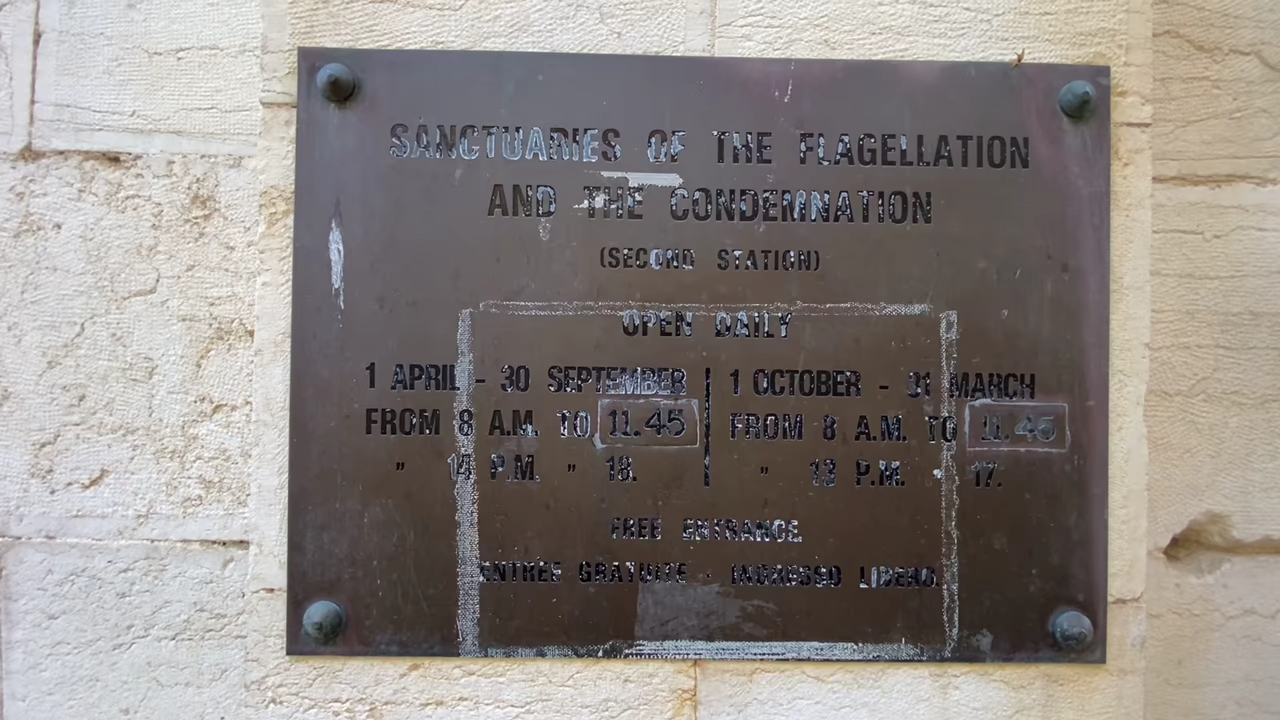 SANCTUARIES OF THE FLAGELLATION
AND THE CONDEMNATION
(SECOND STATION)
OPEN DAILY
1 APRIL - 30 SEPTEMBER | 1 OCTOBER - 31 MARCH
FROM 8 A.M. TO 11.45 | FROM 8 A.M. TO 11.45
" 14 P.M. " 18. | " 13 P.M. " 17.
FREE ENTRANCE
ENTRÉE GRATUITE - INGRESSO LIBERO.